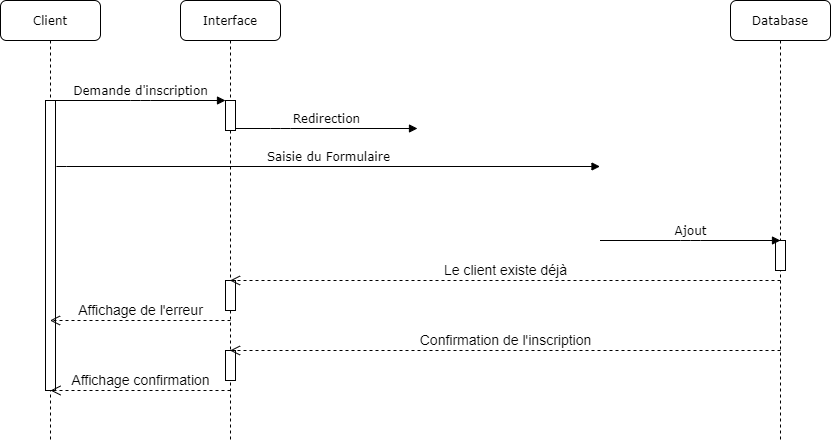 Client
Interface
Database
Demande d'inscription
Redirection
Saisie du Formulaire
Ajout
Le client existe déjà
Affichage de l'erreur
Confirmation de l'inscription
Affichage confirmation